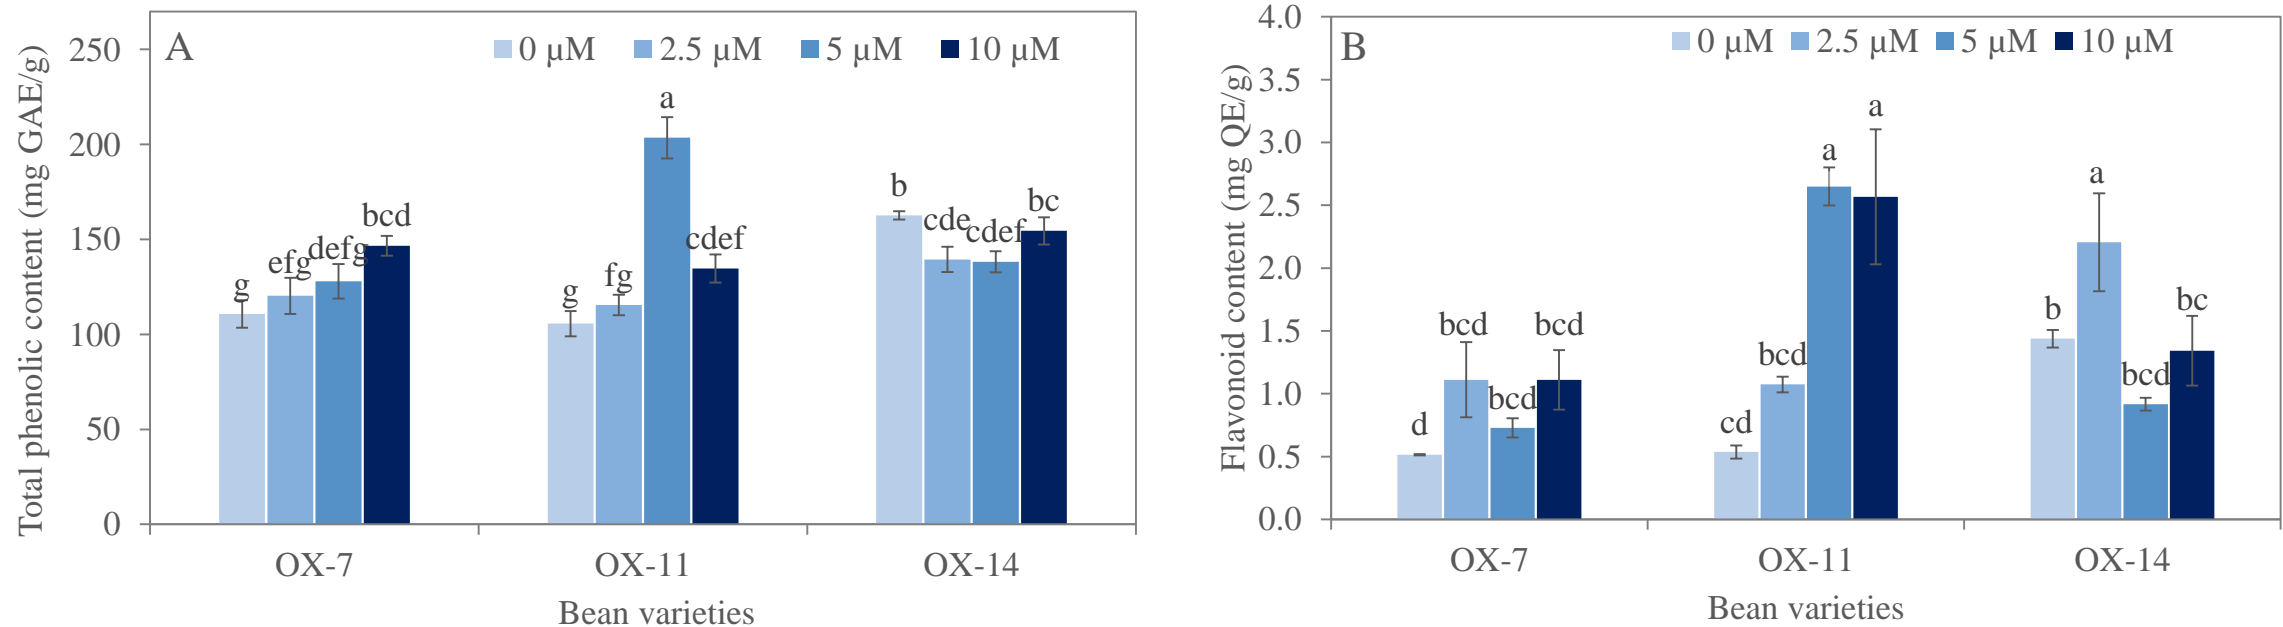 A
0 µM 2.5 µM 5 µM 10 µM
Total phenolic content (mg GAE/g)
250
200
150
100
50
0
g efg defg bcd
g fg a cdef
b cde cdef bc
OX-7 OX-11 OX-14
Bean varieties
B
0 µM 2.5 µM 5 µM 10 µM
Flavonoid content (mg QE/g)
4.0
3.5
3.0
2.5
2.0
1.5
1.0
0.5
0.0
d bcd bcd bcd
cd bcd a a
b a bcd bc
OX-7 OX-11 OX-14
Bean varieties